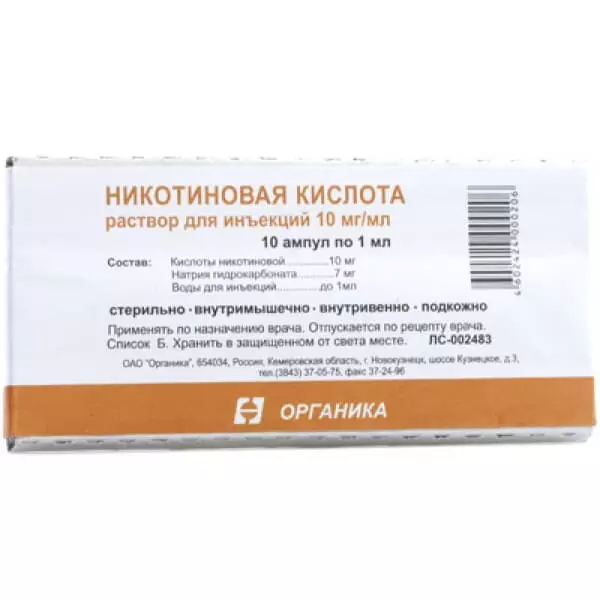 НИКОТИНОВАЯ КИСЛОТА
раствор для инъекций 10 мг/мл
10 ампул по 1 мл
Состав: Кислоты никотиновой..............10 мг
Натрия гидрокарбоната..........7 мг
Воды для инъекций..............до 1мл
стерильно - внутримышечно - внутривенно - подкожно
Применять по назначению врача. Отпускается по рецепту врача.
Список Б. Хранить в защищенном от света месте. ЛС-002483
ОАО "Органика", 654034, Россия, Кемеровская область, г. Новокузнецк, шоссе Кузнецкое, д.3,
тел.(3843) 37-05-75, факс 37-24-96
ОРГАНИКА
4 602424 000206